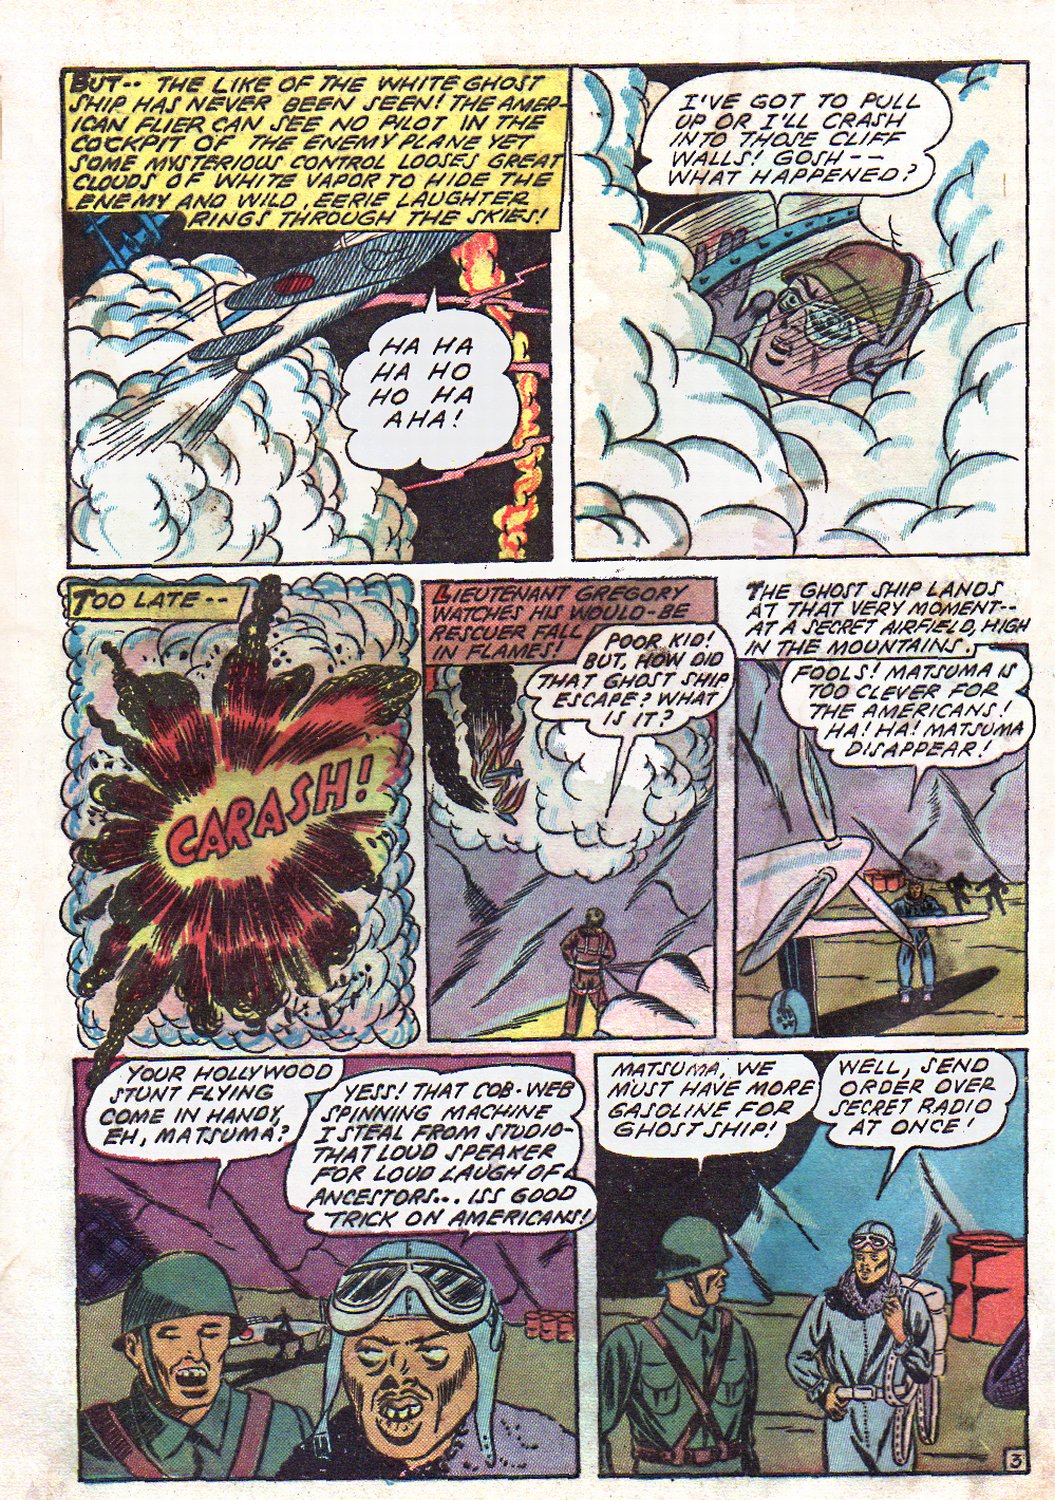 BUT-- THE LIKE OF THE WHITE GHOST
SHIP HAS NEVER BEEN SEEN! THE AMER-
ICAN FLIER CAN SEE NO PILOT IN THE
COCKPIT OF THE ENEMY PLANE YET
SOME MYSTERIOUS CONTROL LOOSES GREAT
CLOUDS OF WHITE VAPOR TO HIDE THE
ENEMY AND WILD, EERIE LAUGHTER
RINGS THROUGH THE SKIES!
HA HA
HA HO
HO HA
AHA!
I'VE GOT TO PULL
UP OR I'LL CRASH
INTO THOSE CLIFF
WALLS! GOSH--
WHAT HAPPENED?
TOO LATE--
CARASH!
LIEUTENANT GREGORY
WATCHES HIS WOULD-BE
RESCUER FALL
IN FLAMES!
POOR KID!
BUT, HOW DID
THAT GHOST SHIP
ESCAPE? WHAT
IS IT?
THE GHOST SHIP LANDS
AT THAT VERY MOMENT--
AT A SECRET AIRFIELD, HIGH
IN THE MOUNTAINS.
FOOLS! MATSUMA IS
TOO CLEVER FOR
THE AMERICANS!
HA! HA! MATSUMA
DISAPPEAR!
YOUR HOLLYWOOD
STUNT FLYING
COME IN HANDY,
EH, MATSUMA?
YESS! THAT COB-WEB
SPINNING MACHINE
I STEAL FROM STUDIO-
THAT LOUD SPEAKER
FOR LOUD LAUGH OF
ANCESTORS... ISS GOOD
TRICK ON AMERICANS!
MATSUMA, WE
MUST HAVE MORE
GASOLINE FOR
GHOST SHIP!
WELL, SEND
ORDER OVER
SECRET RADIO
AT ONCE!
3